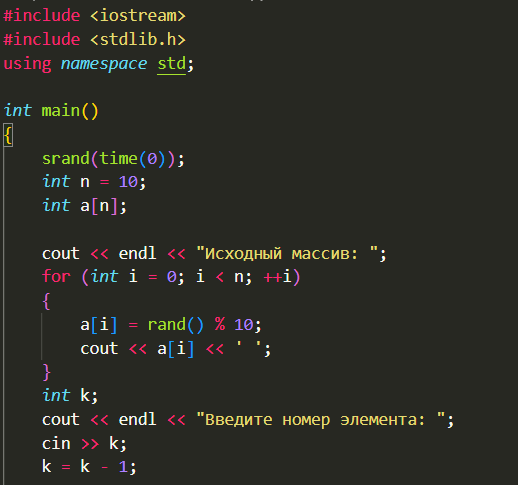 #include <iostream>
#include <stdlib.h>
using namespace std;
int main()
{
srand(time(0));
int n = 10;
int a[n];
cout << endl << "Исходный массив: ";
for (int i = 0; i < n; ++i)
{
a[i] = rand() % 10;
cout << a[i] << ' ';
}
int k;
cout << endl << "Введите номер элемента: ";
cin >> k;
k = k - 1;